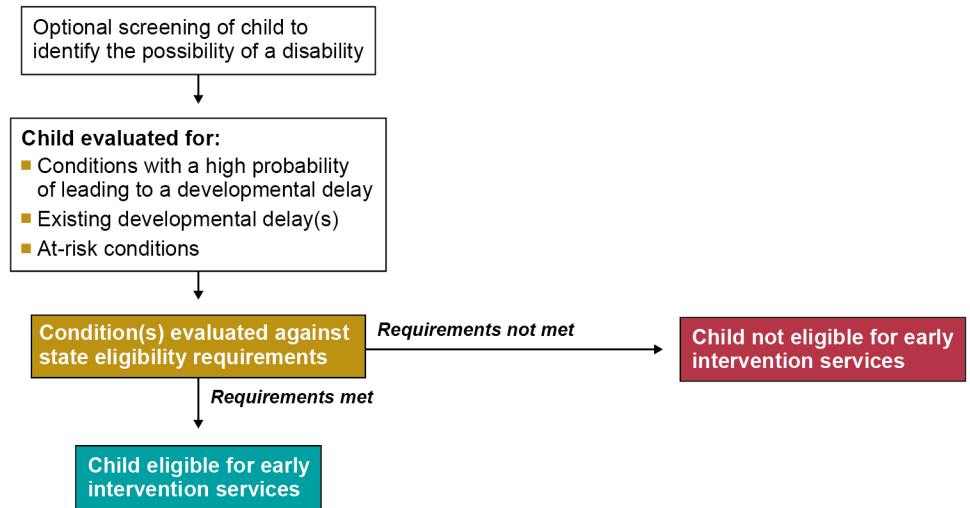 Optional screening of child to
identify the possibility of a disability
Child evaluated for:
Conditions with a high probability
of leading to a developmental delay
Existing developmental delay(s)
At-risk conditions
Condition(s) evaluated against
state eligibility requirements
Requirements not met
Child not eligible for early
intervention services
Requirements met
Child eligible for early
intervention services